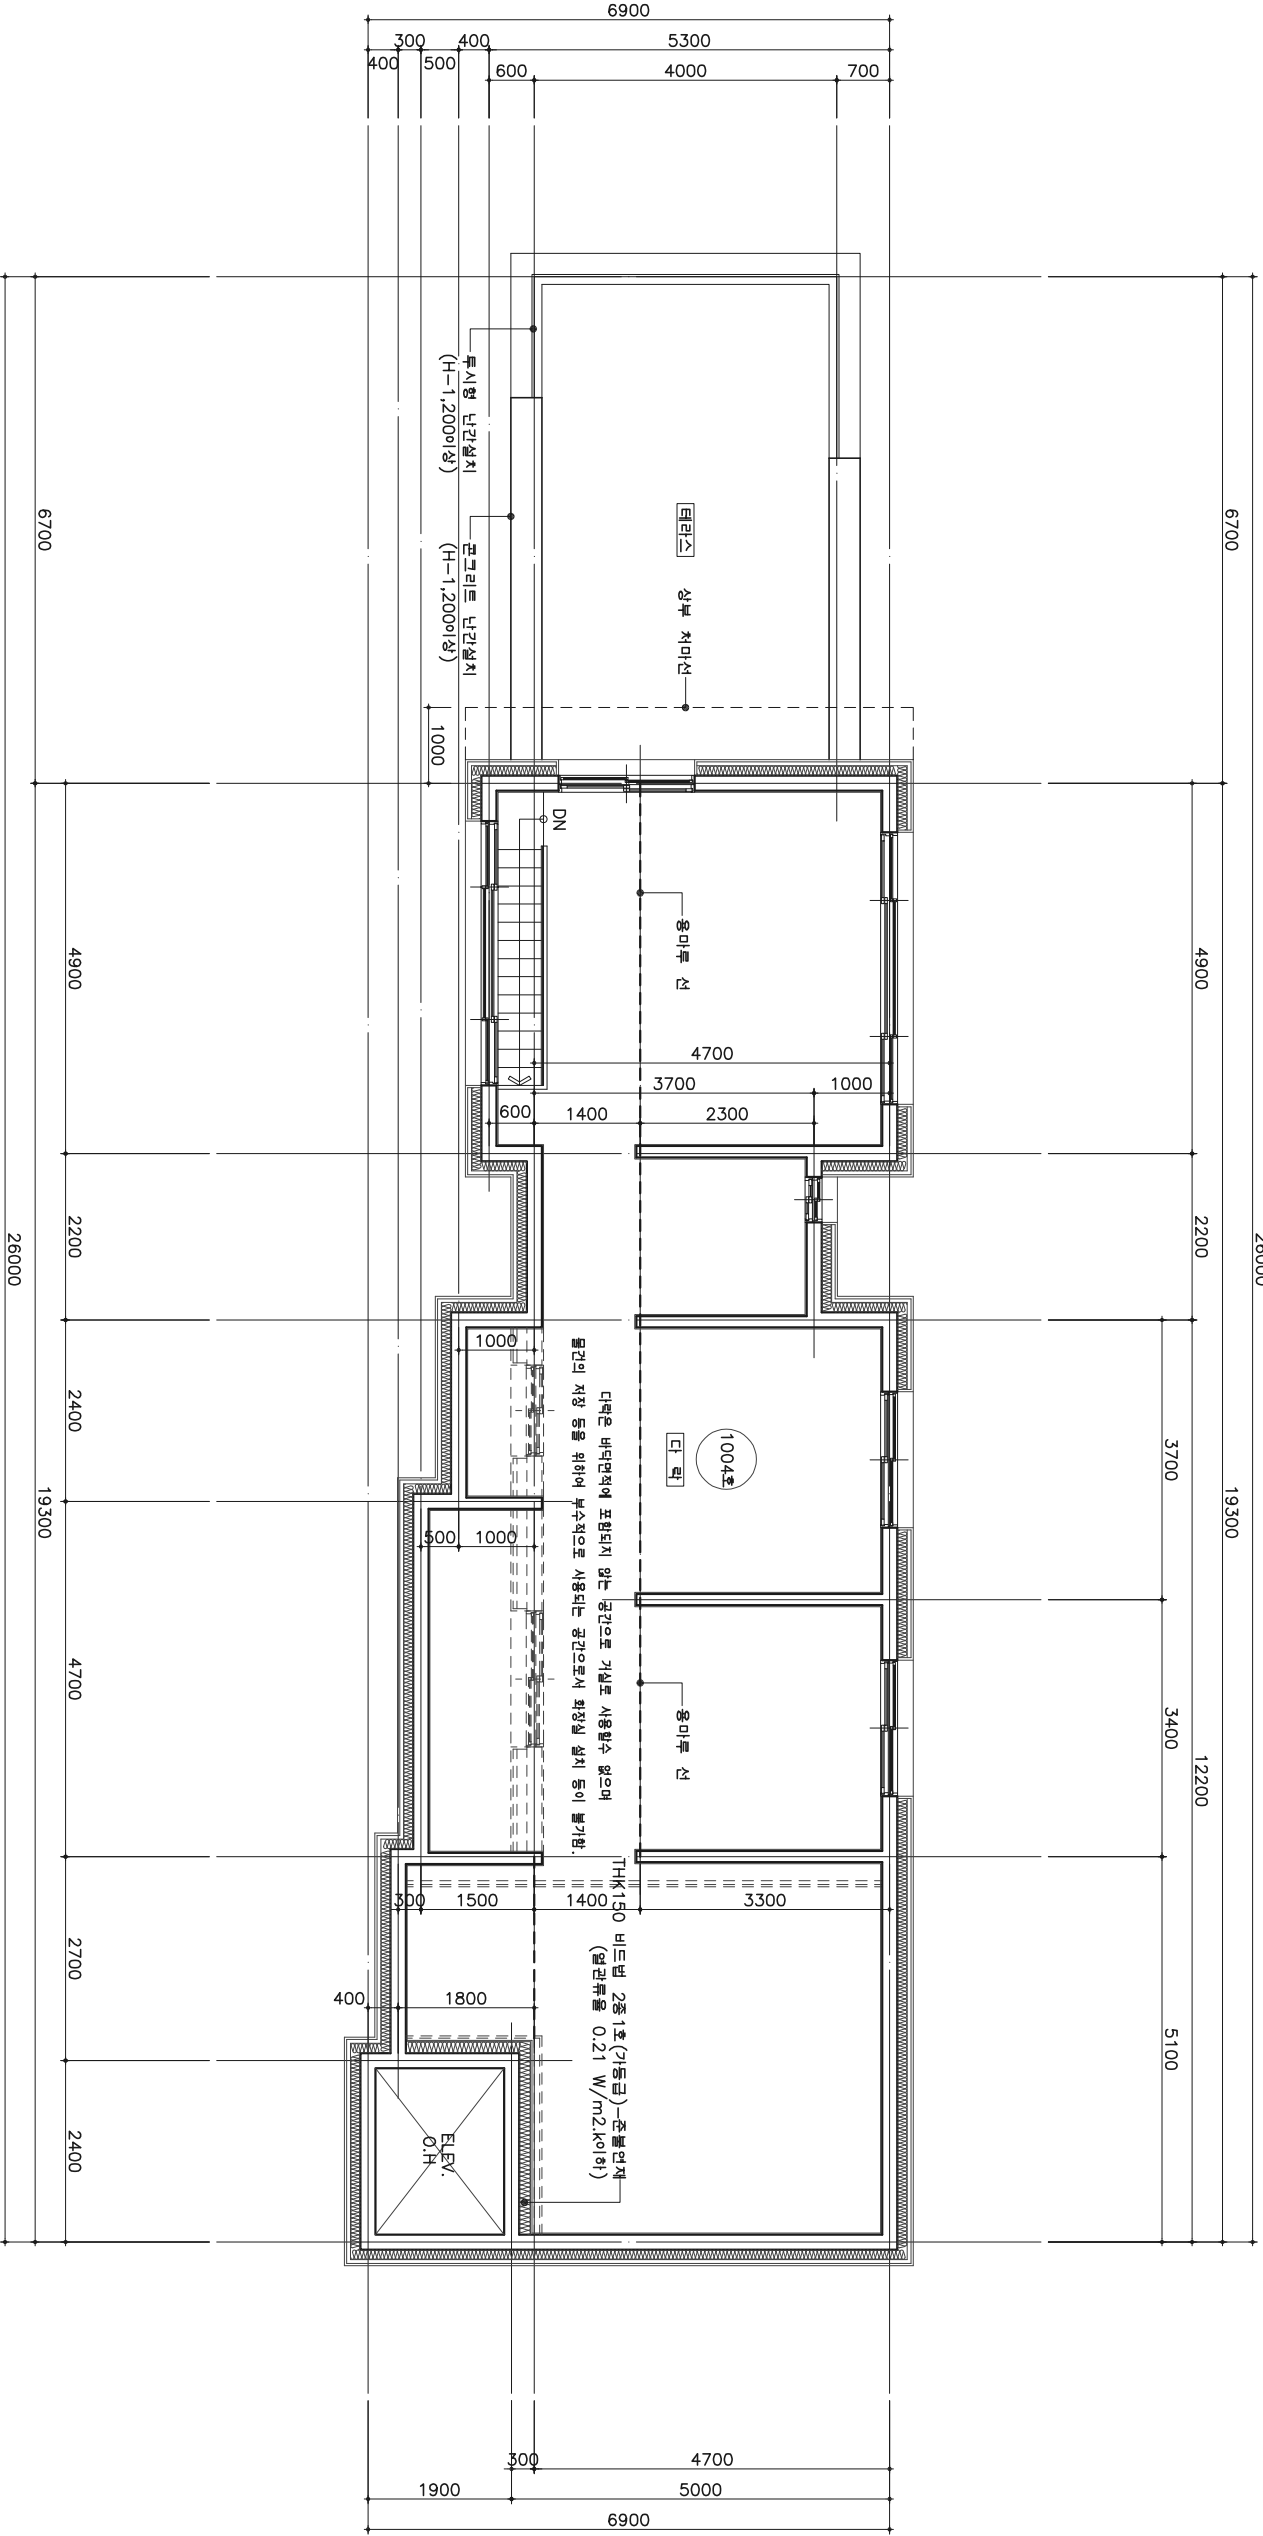 6900
300
400
5300
400
500
600
4000
700
투시형 난간설치
(H-1,200이상)
콘크리트 난간설치
(H-1,200이상)
테라스
상부 처마선
6700
6700
1000
DN
용마루 선
4900
4900
4700
3700
1000
600
1400
2300
2200
2200
26000
26000
1000
다락은 바닥면적에 포함되지 않는 공간으로 거실로 사용할수 없으며
물건의 저장 등을 위하여 부수적으로 사용되는 공간으로서 화장실 설치 등이 불가함.
1004호
다 락
2400
3700
19300
19300
500
1000
4700
용마루 선
3400
12200
300
1500
1400
3300
THK150 비드법 2종1호(가등급)-준불연재
(열관류율 0.21 W/m2.k이하)
2700
400
1800
5100
ELEV.
O.H
2400
300
4700
1900
5000
6900